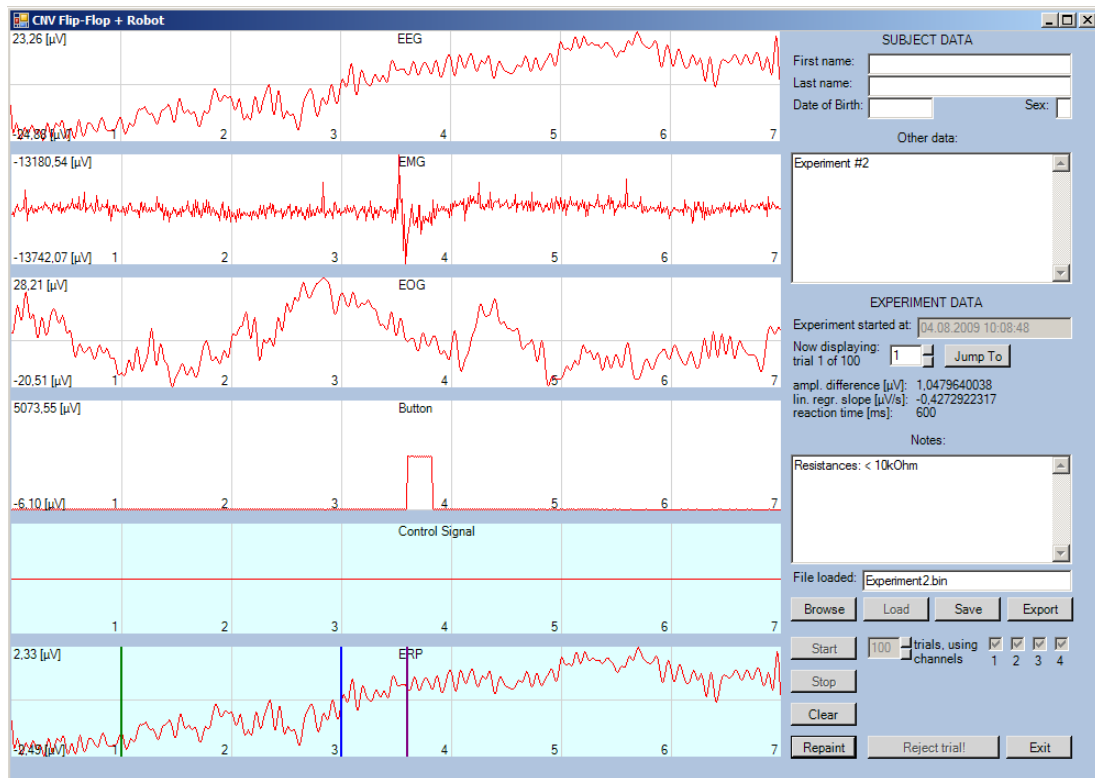 CNV Flip-Flop + Robot
23,26 [µV]
EEG
-24,88 [µV]
1 2 3 4 5 6 7
-13180,54 [µV]
EMG
-13742,07 [µV]
1 2 3 4 5 6 7
28,21 [µV]
EOG
-20,51 [µV]
1 2 3 4 5 6 7
5073,55 [µV]
Button
-6,10 [µV]
1 2 3 4 5 6 7
Control Signal
1 2 3 4 5 6 7
2,33 [µV]
ERP
-2,49 [µV]
1 2 3 4 5 6 7
SUBJECT DATA
First name:
Last name:
Date of Birth: Sex:
Other data:
Experiment #2
EXPERIMENT DATA
Experiment started at: 04.08.2009 10:08:48
Now displaying:
trial 1 of 100 1 Jump To
ampl. difference [µV]: 1,0479640038
lin. regr. slope [µV/s]: -0,4272922317
reaction time [ms]: 600
Notes:
Resistances: < 10kOhm
File loaded: Experiment2.bin
Browse Load Save Export
Start 100 trials, using
channels 1 2 3 4
Stop
Clear
Repaint Reject trial! Exit